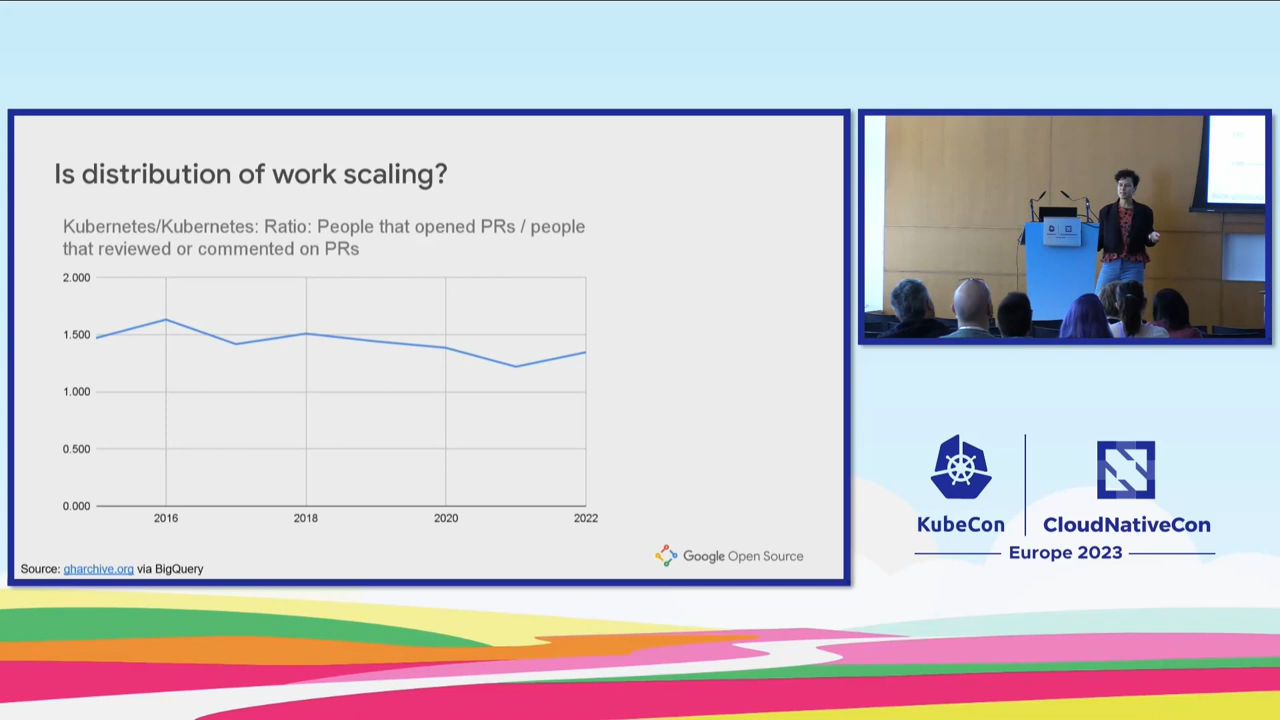 Is distribution of work scaling?
Kubernetes/Kubernetes: Ratio: People that opened PRs / people
that reviewed or commented on PRs
2.000
1.500
1.000
0.500
0.000
2016
2018
2020
2022
Source: gharchive.org via BigQuery
Google Open Source
KubeCon
CloudNativeCon
Europe 2023